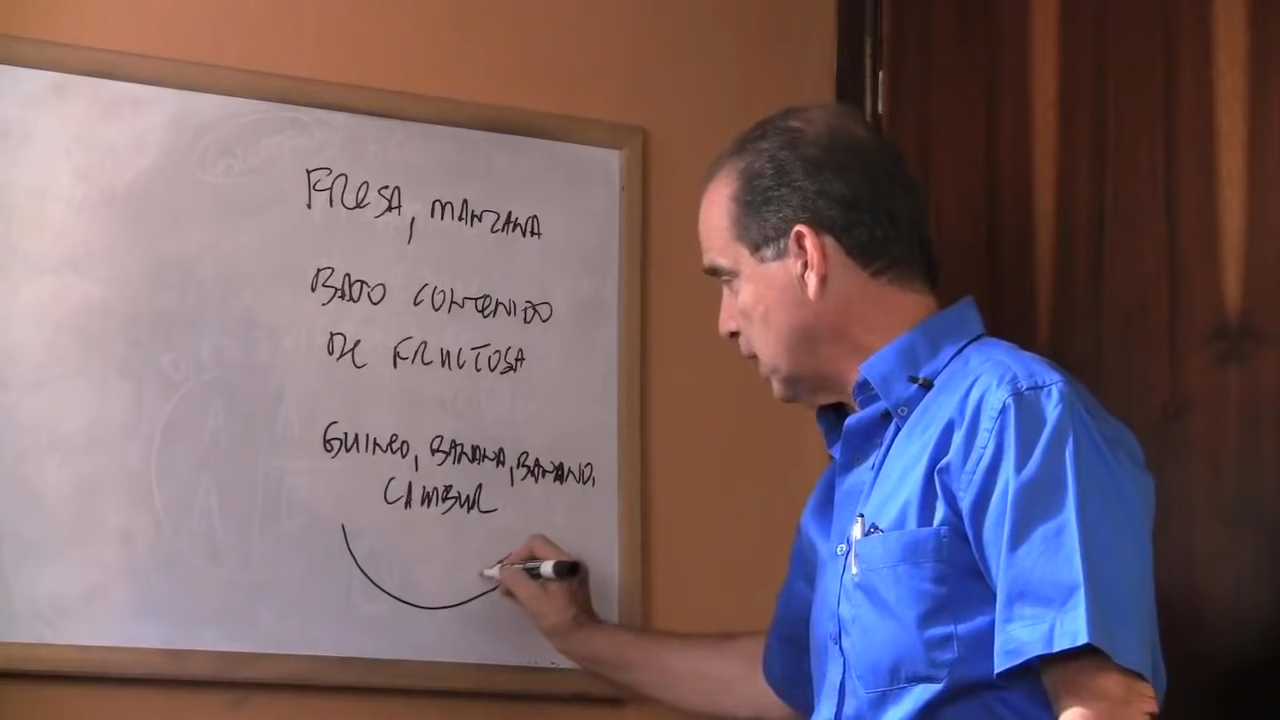 FRESA, MANZANA
BAJO CONTENIDO
DE FRUCTOSA
GUINEO, BANANA, BANANO,
CAMBUR